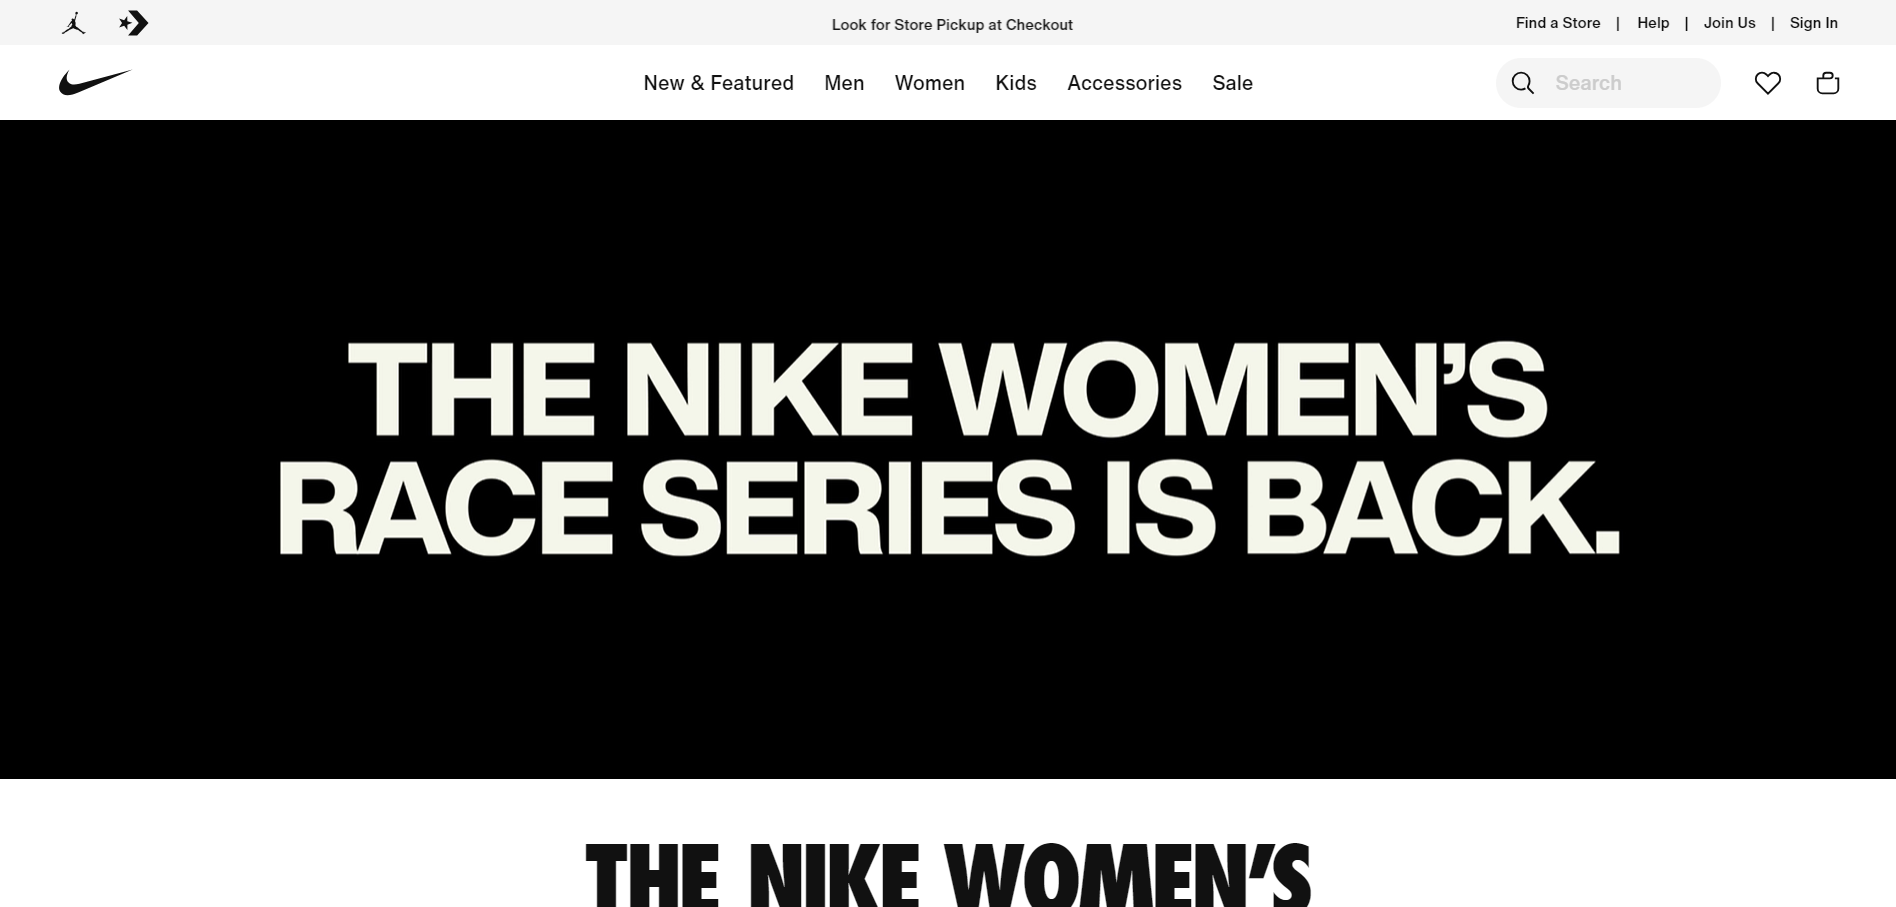 Look for Store Pickup at Checkout
Find a Store | Help | Join Us | Sign In
New & Featured Men Women Kids Accessories Sale
Search
THE NIKE WOMEN’S
RACE SERIES IS BACK.
THE NIKE WOMEN’S